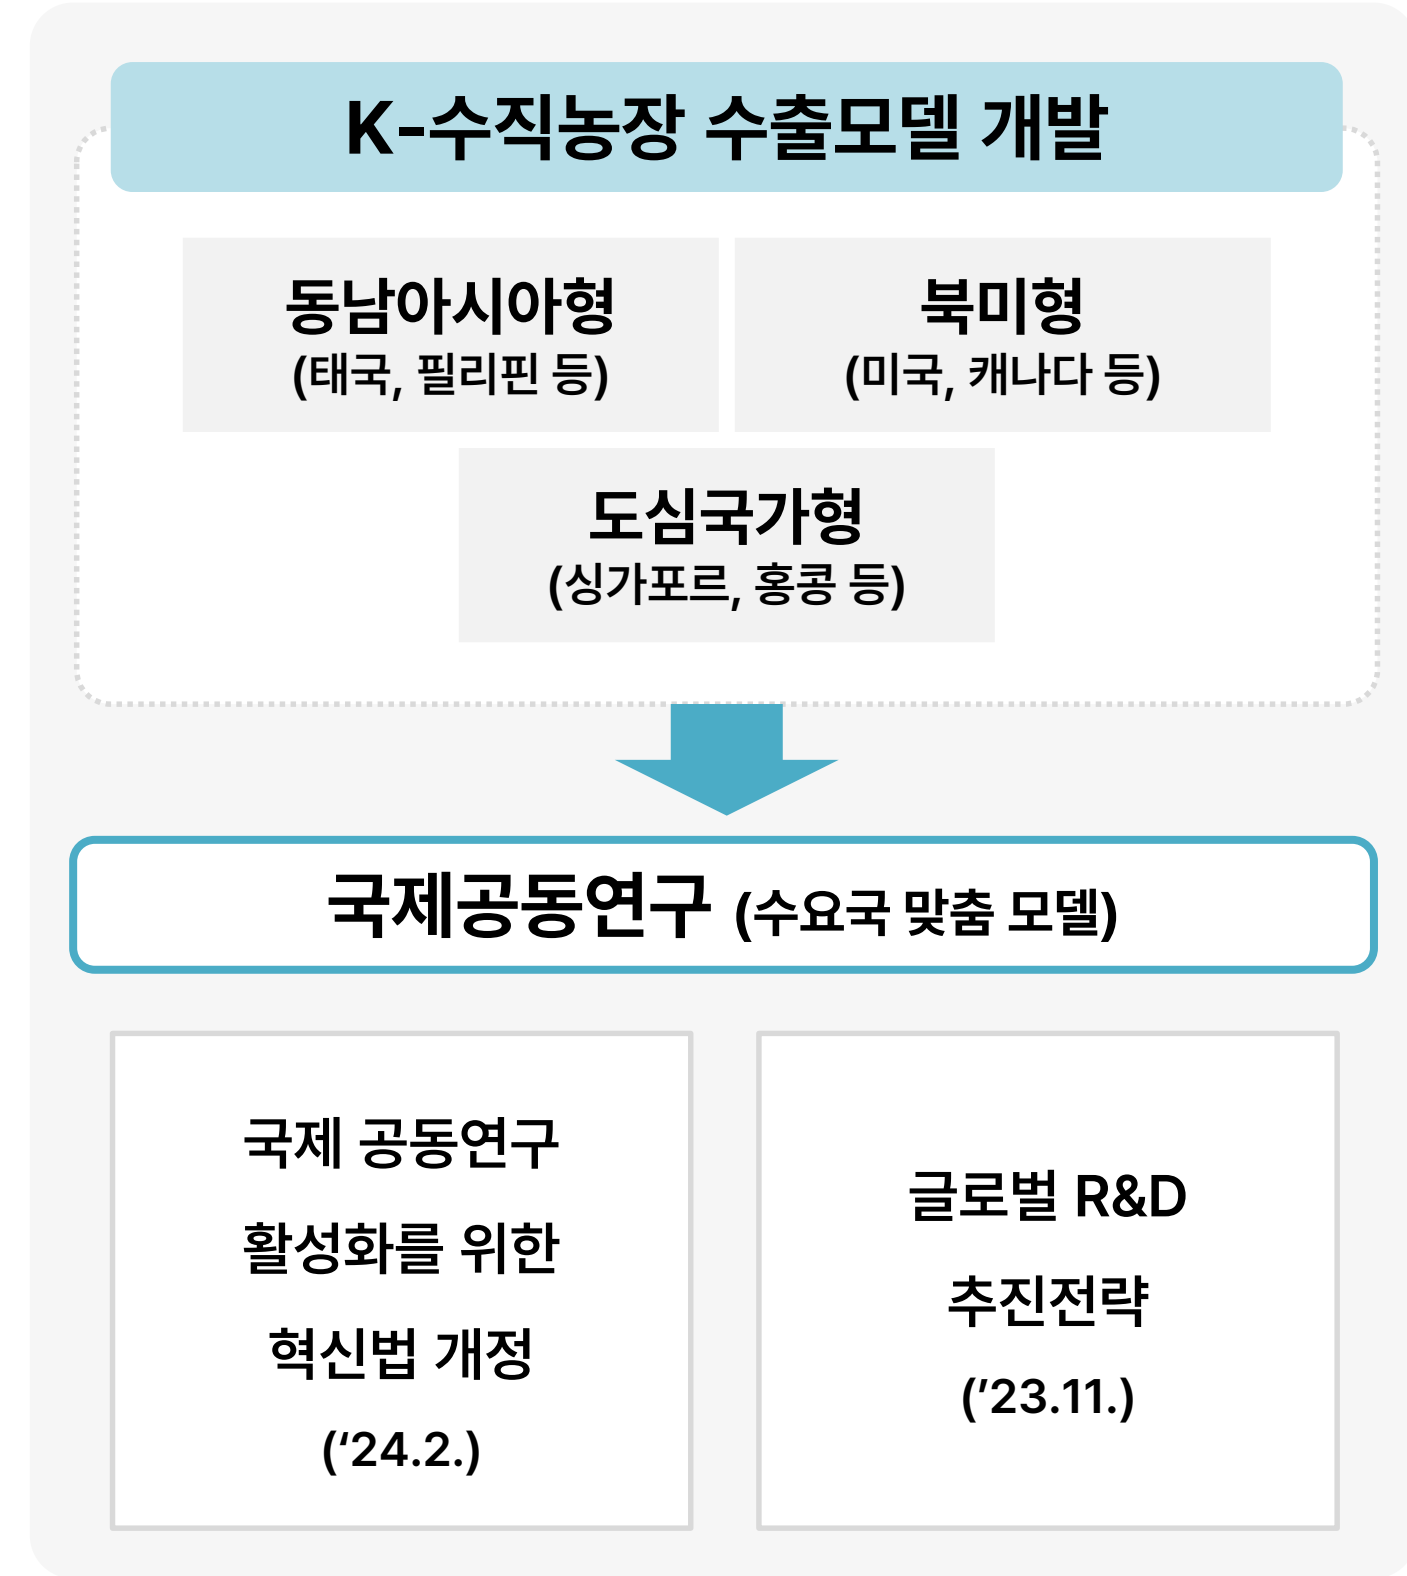 K-수직농장 수출모델 개발
동남아시아형
(태국, 필리핀 등)
북미형
(미국, 캐나다 등)
도심국가형
(싱가포르, 홍콩 등)
국제공동연구 (수요국 맞춤 모델)
국제 공동연구
활성화를 위한
혁신법 개정
(‘24.2.)
글로벌 R&D
추진전략
(’23.11.)